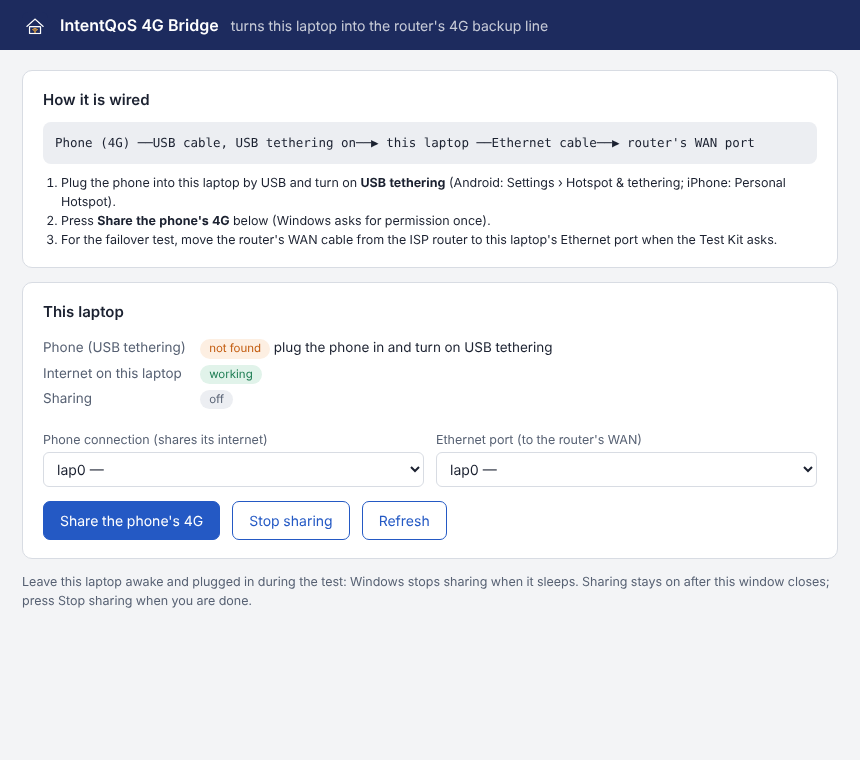 IntentQoS 4G Bridge turns this laptop into the router's 4G backup line
How it is wired
Phone (4G) ──USB cable, USB tethering on──▶ this laptop ──Ethernet cable──▶ router's WAN port
1. Plug the phone into this laptop by USB and turn on USB tethering (Android: Settings › Hotspot & tethering; iPhone: Personal
Hotspot).
2. Press Share the phone's 4G below (Windows asks for permission once).
3. For the failover test, move the router's WAN cable from the ISP router to this laptop's Ethernet port when the Test Kit asks.
This laptop
Phone (USB tethering) not found plug the phone in and turn on USB tethering
Internet on this laptop working
Sharing off
Phone connection (shares its internet) Ethernet port (to the router's WAN)
lap0 — lap0 —
Share the phone's 4G Stop sharing Refresh
Leave this laptop awake and plugged in during the test: Windows stops sharing when it sleeps. Sharing stays on after this window closes;
press Stop sharing when you are done.